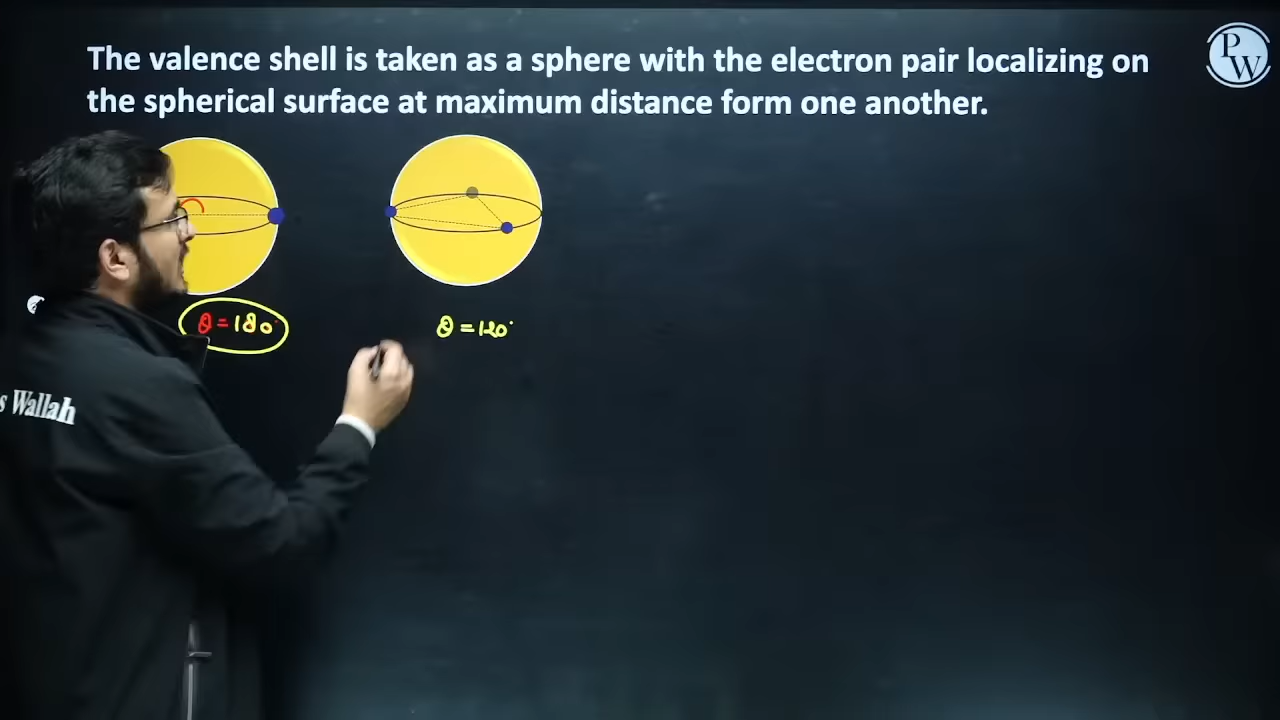 The valence shell is taken as a sphere with the electron pair localizing on
the spherical surface at maximum distance form one another.
PW
θ = 180°
θ = 120°
s Wallah